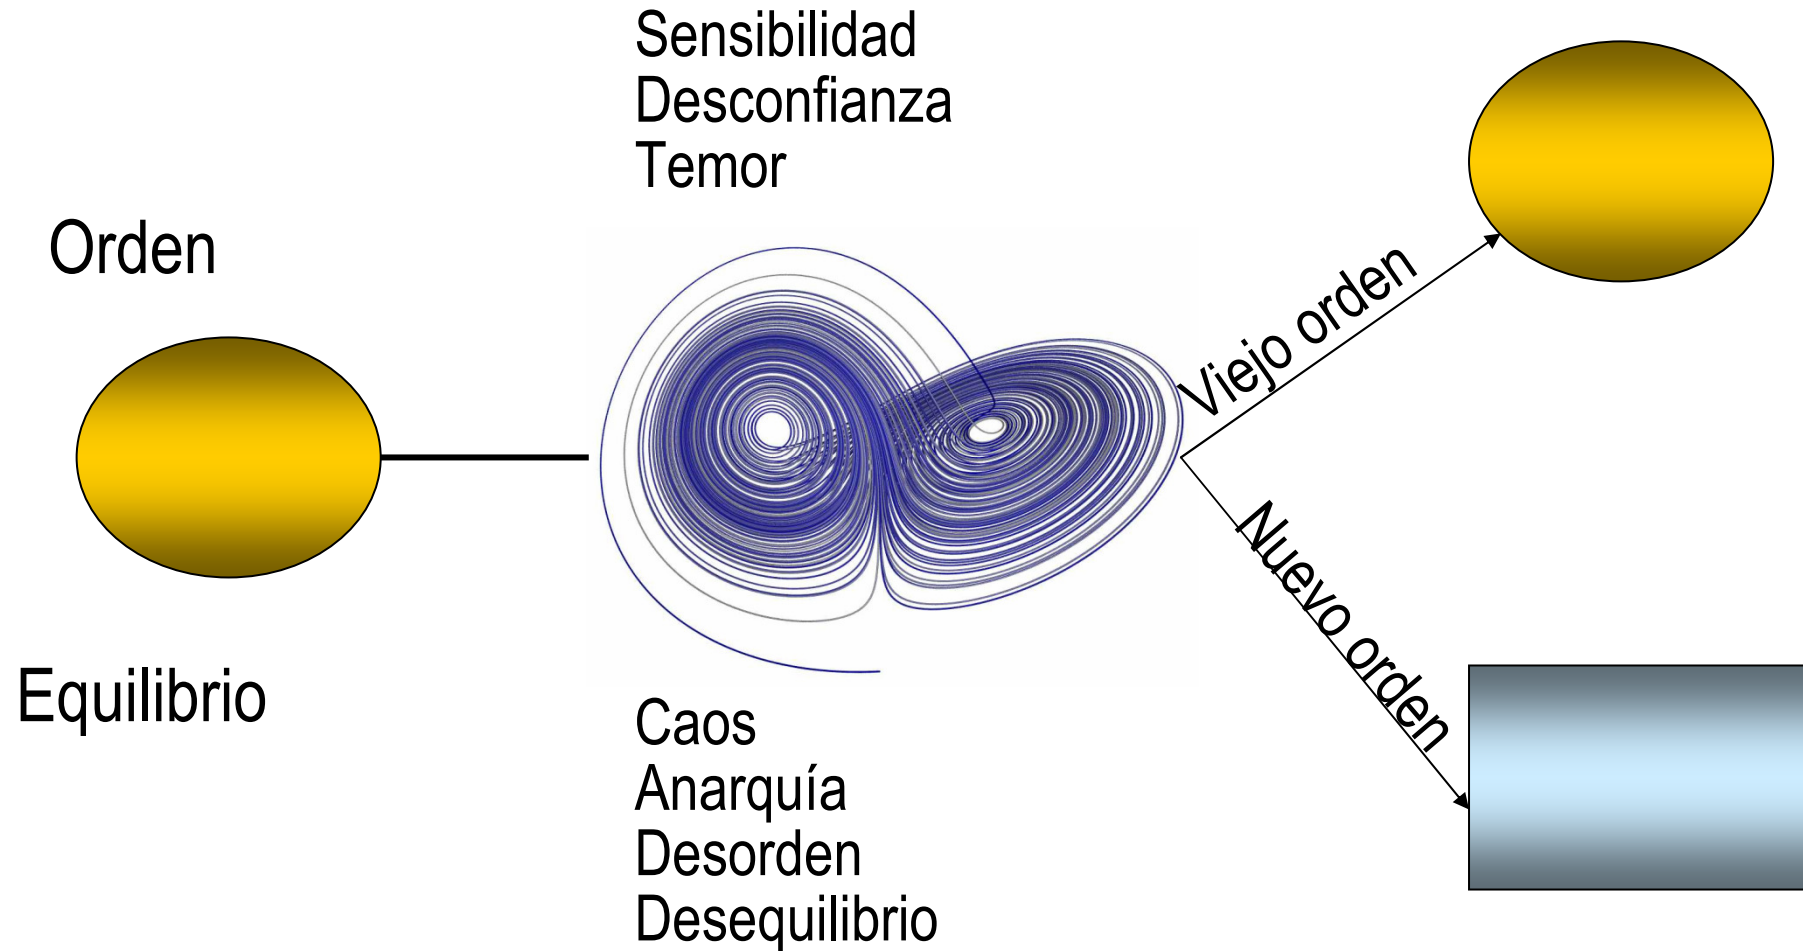 Orden
Equilibrio
Sensibilidad
Desconfianza
Temor
Caos
Anarquía
Desorden
Desequilibrio
Viejo orden
Nuevo orden